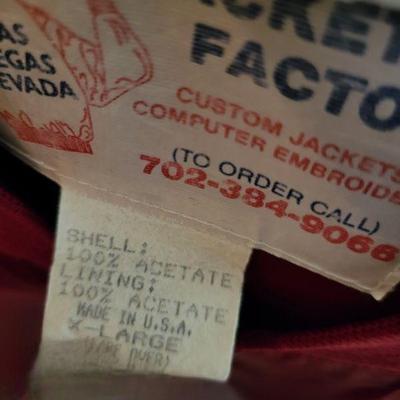 AS
EGAS
EVADA
CKET
FACTO
CUSTOM JACKETS
COMPUTER EMBROIDE
(TO ORDER CALL)
702-384-9066
SHELL:
100% ACETATE
LINING:
100% ACETATE
MADE IN U.S.A.
X-LARGE